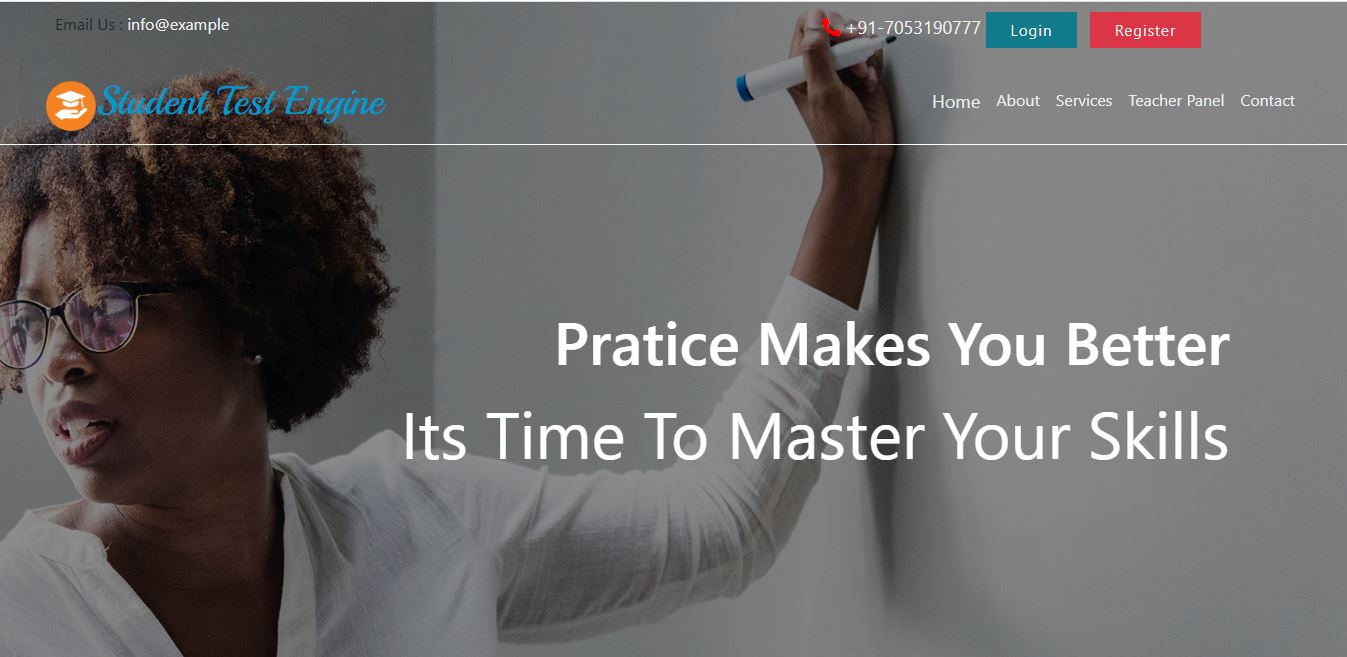 Email Us : info@example
+91-7053190777
Login
Register
Student Test Engine
Home
About
Services
Teacher Panel
Contact
Pratice Makes You Better
Its Time To Master Your Skills